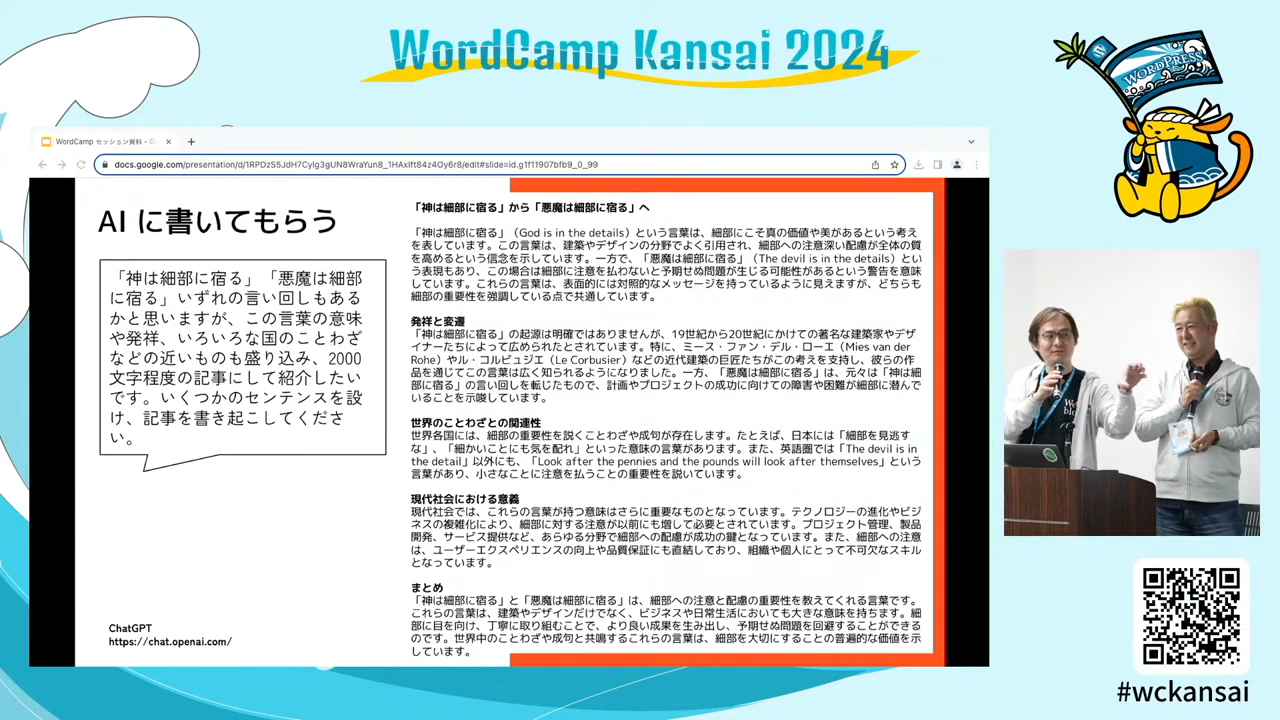 WordCamp Kansai 2024
WORDPRESS
WordCamp セッション資料 - G
docs.google.com/presentation/d/1RPDzS5JdH7Cylg3gUN8WraYun8_1HAxIft84z4Oy6r8/edit#slide=id.g1f11907bfb9_0_99
AI に書いてもらう
「神は細部に宿る」「悪魔は細部
に宿る」いずれの言い回しもある
かと思いますが、この言葉の意味
や発祥、いろいろな国のことわざ
などの近いものも盛り込み、2000
文字程度の記事にして紹介したい
です。いくつかのセンテンスを設
け、記事を書き起こしてくださ
い。
ChatGPT
https://chat.openai.com/
「神は細部に宿る」から「悪魔は細部に宿る」へ
「神は細部に宿る」（God is in the details）という言葉は、細部にこそ真の価値や美があるという考え
を表しています。この言葉は、建築やデザインの分野でよく引用され、細部への注意深い配慮が全体の質
を高めるという信念を示しています。一方で、「悪魔は細部に宿る」（The devil is in the details）とい
う表現もあり、この場合は細部に注意を払わないと予期せぬ問題が生じる可能性があるという警告を意味
しています。これらの言葉は、表面的には対照的なメッセージを持っているように見えますが、どちらも
細部の重要性を強調している点で共通しています。
発祥と変遷
「神は細部に宿る」の起源は明確ではありませんが、19世紀から20世紀にかけての著名な建築家やデザ
イナーたちによって広められたとされています。特に、ミース・ファン・デル・ローエ（Mies van der
Rohe）やル・コルビュジエ（Le Corbusier）などの近代建築の巨匠たちがこの考えを支持し、彼らの作
品を通じてこの言葉は広く知られるようになりました。一方、「悪魔は細部に宿る」は、元々は「神は細
部に宿る」の言い回しを転じたもので、計画やプロジェクトの成功に向けての障害や困難が細部に潜んで
いることを示唆しています。
世界のことわざとの関連性
世界各国には、細部の重要性を説くことわざや成句が存在します。たとえば、日本には「細部を見逃す
な」、「細かいことにも気を配れ」といった意味の言葉があります。また、英語圏では「The devil is in
the detail」以外にも、「Look after the pennies and the pounds will look after themselves」という
言葉があり、小さなことに注意を払うことの重要性を説いています。
現代社会における意義
現代社会では、これらの言葉が持つ意味はさらに重要なものとなっています。テクノロジーの進化やビジ
ネスの複雑化により、細部に対する注意が以前にも増して必要とされています。プロジェクト管理、製品
開発、サービス提供など、あらゆる分野で細部への配慮が成功の鍵となっています。また、細部への注意
は、ユーザーエクスペリエンスの向上や品質保証にも直結しており、組織や個人にとって不可欠なスキル
となっています。
まとめ
「神は細部に宿る」と「悪魔は細部に宿る」は、細部への注意と配慮の重要性を教えてくれる言葉です。
これらの言葉は、建築やデザインだけでなく、ビジネスや日常生活においても大きな意味を持ちます。細
部に目を向け、丁寧に取り組むことで、より良い成果を生み出し、予期せぬ問題を回避することができる
のです。世界中のことわざや成句と共鳴するこれらの言葉は、細部を大切にすることの普遍的な価値を示
しています。
#wckansai